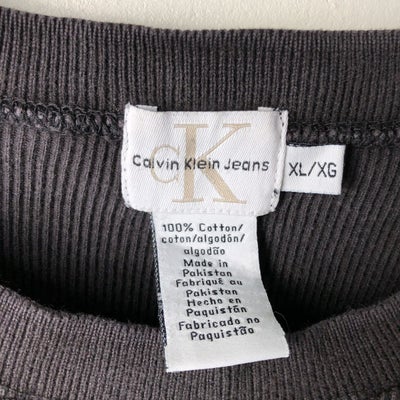 CK
Calvin Klein Jeans
XL/XG
100% Cotton/
coton/algodón/
algodão
Made in
Pakistan
Fabriqué au
Pakistan
Hecho en
Paquistán
Fabricado no
Paquistão